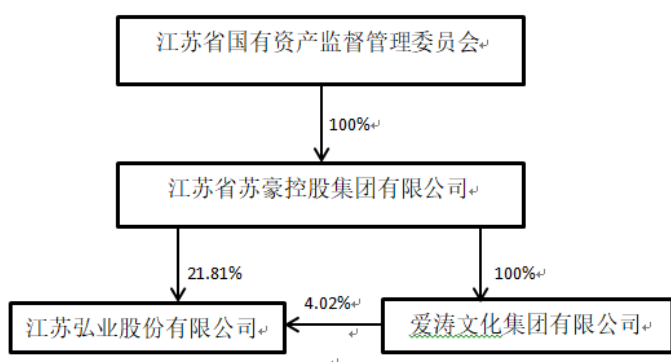 江苏省国有资产监督管理委员会
100%
江苏省苏豪控股集团有限公司
21.81%
100%
4.02%
江苏弘业股份有限公司
爱涛文化集团有限公司